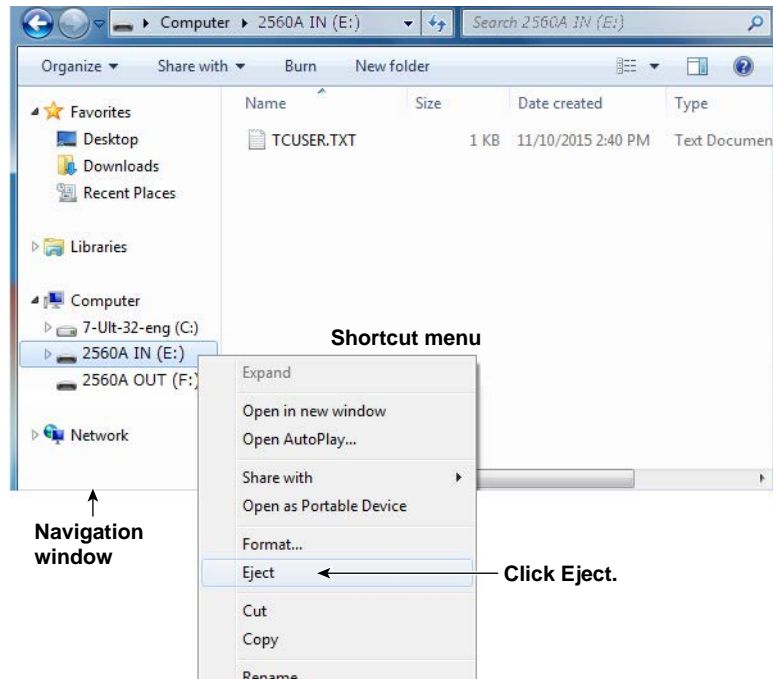 Computer ▸ 2560A IN (E:)
Search 2560A IN (E:)
Organize Share with Burn New folder
Name Size Date created Type
TCUSER.TXT 1 KB 11/10/2015 2:40 PM Text Documen
Favorites
Desktop
Downloads
Recent Places
Libraries
Computer
7-Ult-32-eng (C:)
2560A IN (E:)
2560A OUT (F:)
Network
Navigation
window
Shortcut menu
Expand
Open in new window
Open AutoPlay...
Share with
Open as Portable Device
Format...
Eject
Click Eject.
Cut
Copy
Rename